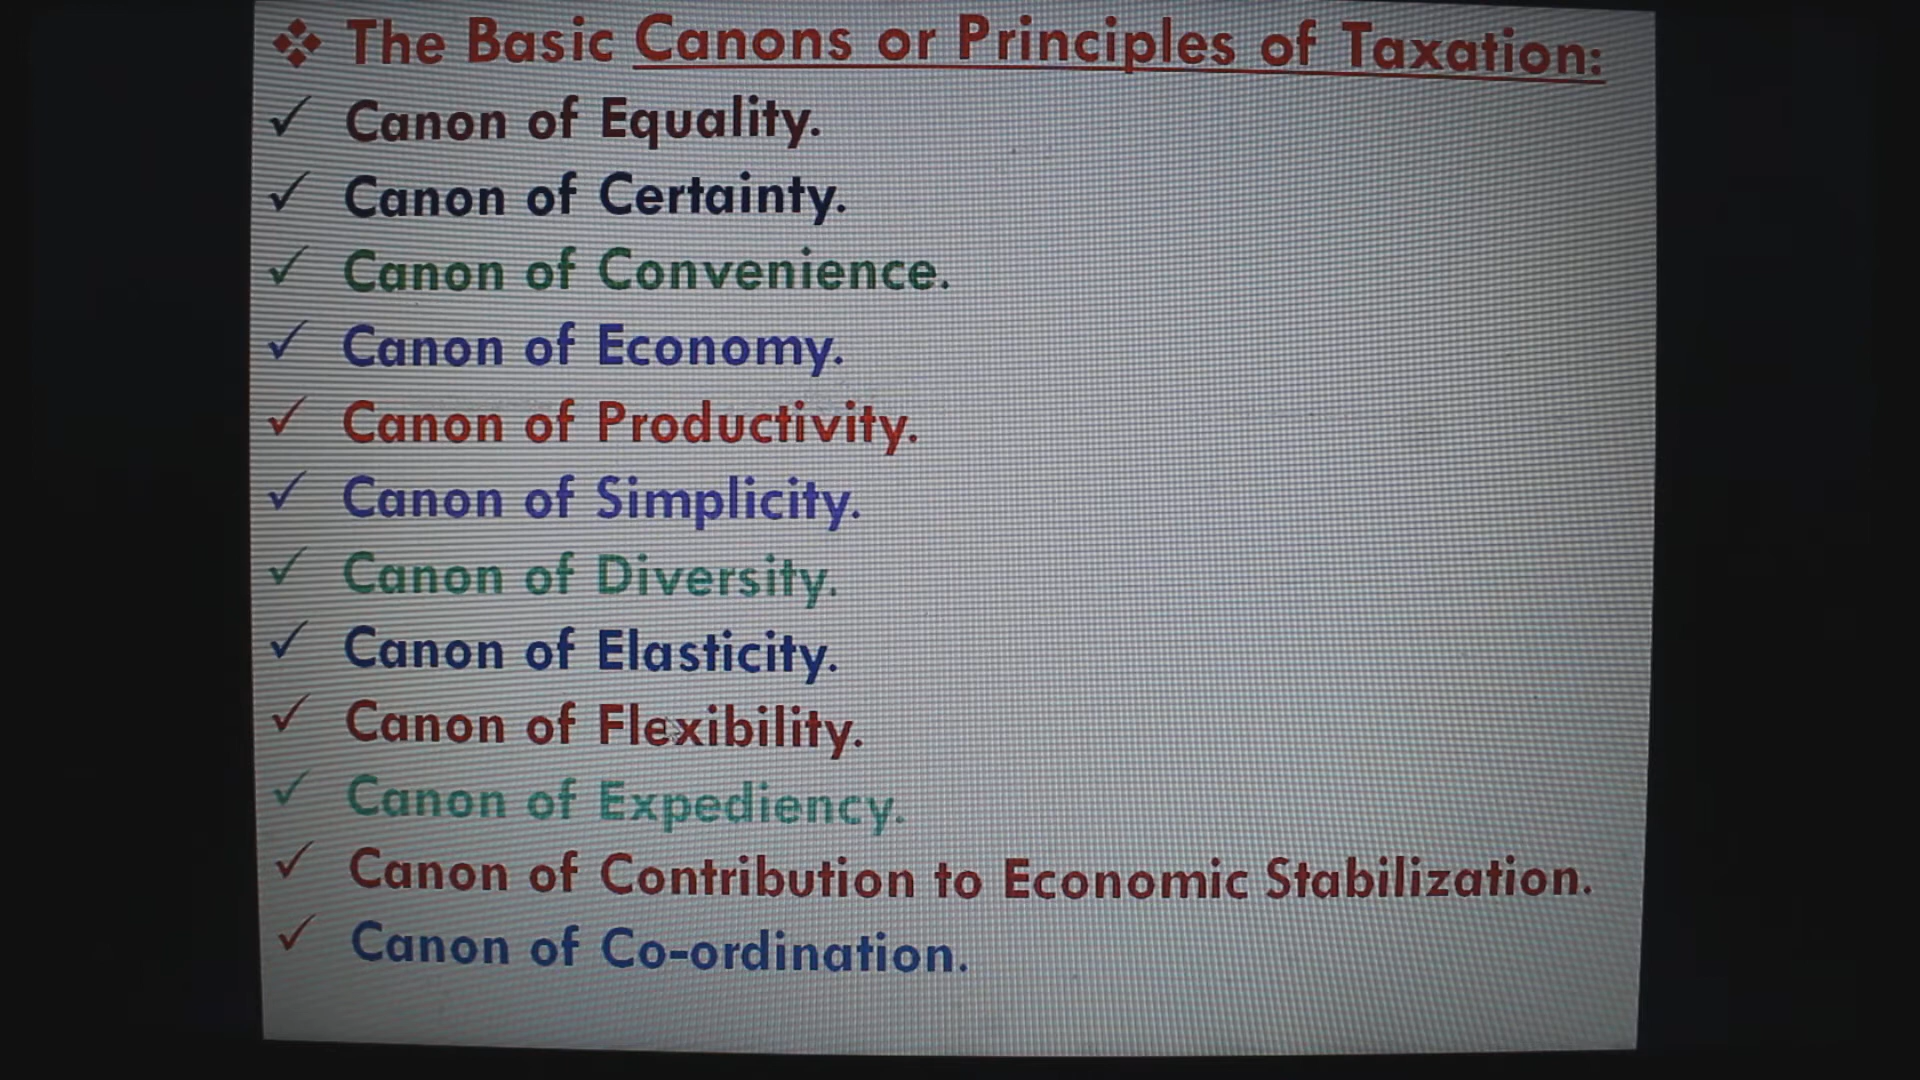 ❖ The Basic Canons or Principles of Taxation:
✓ Canon of Equality.
✓ Canon of Certainty.
✓ Canon of Convenience.
✓ Canon of Economy.
✓ Canon of Productivity.
✓ Canon of Simplicity.
✓ Canon of Diversity.
✓ Canon of Elasticity.
✓ Canon of Flexibility.
✓ Canon of Expediency.
✓ Canon of Contribution to Economic Stabilization.
✓ Canon of Co-ordination.